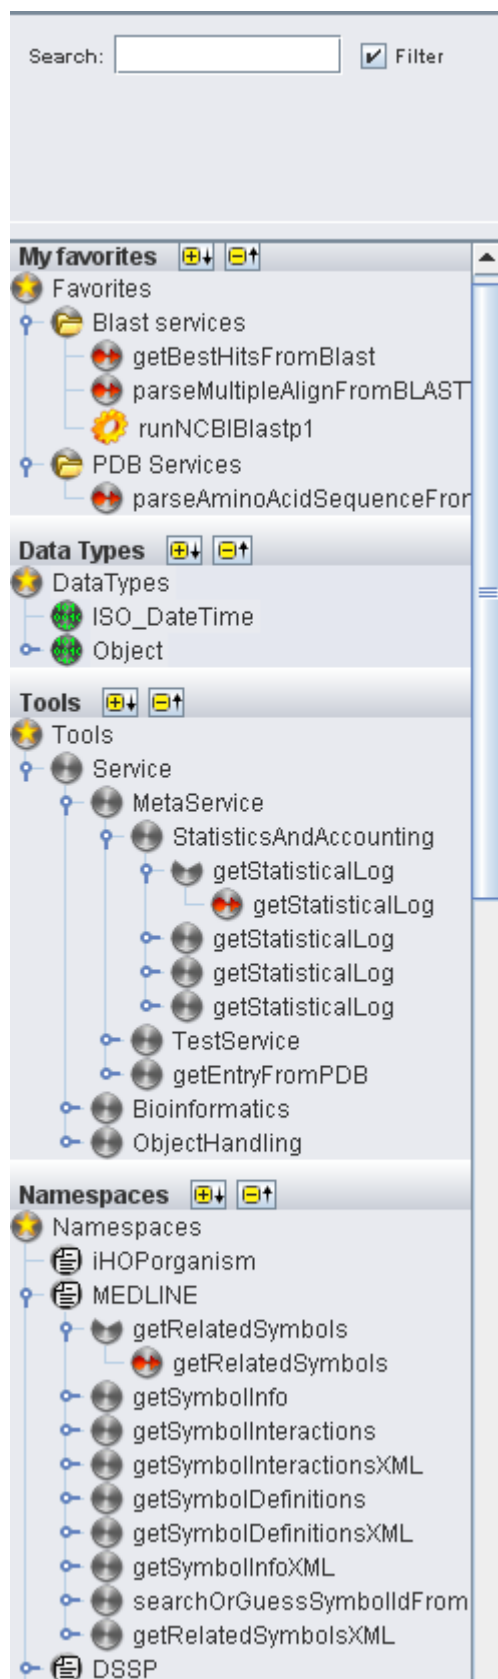 Search:
Filter
My favorites
Favorites
Blast services
getBestHitsFromBlast
parseMultipleAlignFromBLAST
runNCBIBlastp1
PDB Services
parseAminoAcidSequenceFror
Data Types
DataTypes
ISO_DateTime
Object
Tools
Tools
Service
MetaService
StatisticsAndAccounting
getStatisticalLog
getStatisticalLog
getStatisticalLog
getStatisticalLog
getStatisticalLog
TestService
getEntryFromPDB
Bioinformatics
ObjectHandling
Namespaces
Namespaces
iHOPorganism
MEDLINE
getRelatedSymbols
getRelatedSymbols
getSymbolInfo
getSymbolInteractions
getSymbolInteractionsXML
getSymbolDefinitions
getSymbolDefinitionsXML
getSymbolInfoXML
searchOrGuessSymbolIdFrom
getRelatedSymbolsXML
DSSP